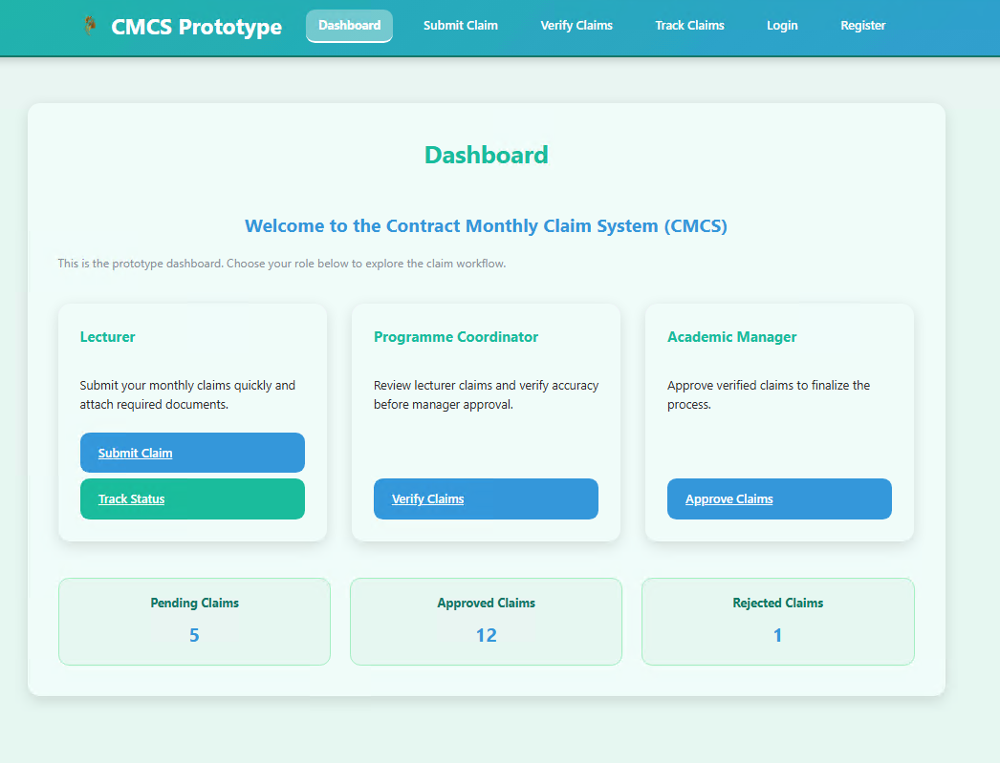 CMCS Prototype
Dashboard
Submit Claim
Verify Claims
Track Claims
Login
Register
Dashboard
Welcome to the Contract Monthly Claim System (CMCS)
This is the prototype dashboard. Choose your role below to explore the claim workflow.
Lecturer
Submit your monthly claims quickly and
attach required documents.
Submit Claim
Track Status
Programme Coordinator
Review lecturer claims and verify accuracy
before manager approval.
Verify Claims
Academic Manager
Approve verified claims to finalize the
process.
Approve Claims
Pending Claims
5
Approved Claims
12
Rejected Claims
1